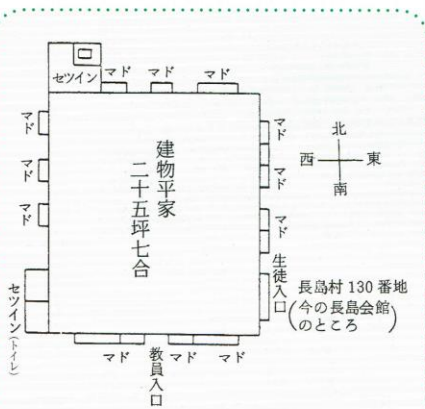 セツイン
マド
マド
マド
マド
マド
マド
セツイン(トイレ)
建物平家
二十五坪七合
マド
マド
マド
生徒入口
マド
教員入口
マド
マド
北
西
東
南
長島村130番地
(今の長島会館
のところ)